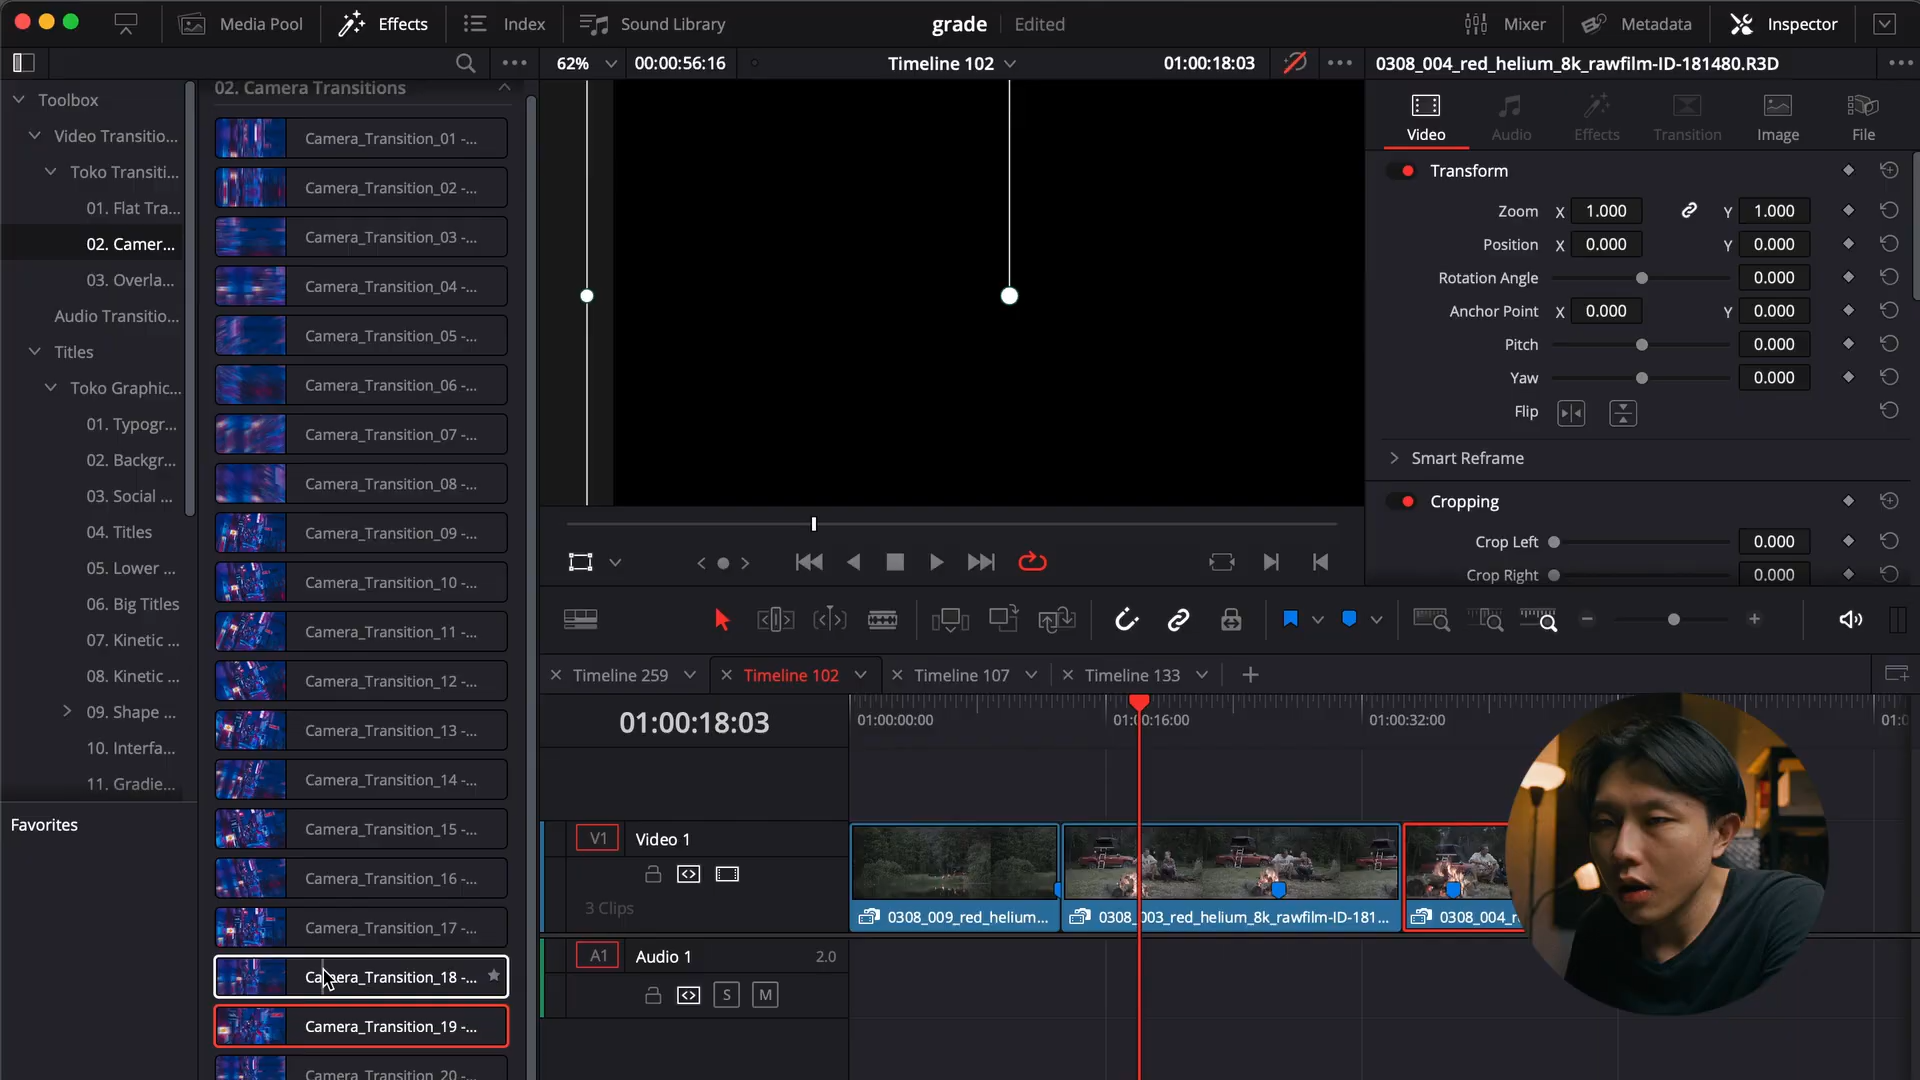 Media Pool
Effects
Index
Sound Library
grade
Edited
Mixer
Metadata
Inspector
62%
00:00:56:16
Timeline 102
01:00:18:03
0308_004_red_helium_8k_rawfilm-ID-181480.R3D
Toolbox
Video Transitio...
Toko Transiti...
01. Flat Tra...
02. Camer...
03. Overla...
Audio Transitio...
Titles
Toko Graphic...
01. Typogr...
02. Backgr...
03. Social ...
04. Titles
05. Lower ...
06. Big Titles
07. Kinetic ...
08. Kinetic ...
09. Shape ...
10. Interfa...
11. Gradie...
Favorites
02. Camera Transitions
Camera_Transition_01 -...
Camera_Transition_02 -...
Camera_Transition_03 -...
Camera_Transition_04 -...
Camera_Transition_05 -...
Camera_Transition_06 -...
Camera_Transition_07 -...
Camera_Transition_08 -...
Camera_Transition_09 -...
Camera_Transition_10 -...
Camera_Transition_11 -...
Camera_Transition_12 -...
Camera_Transition_13 -...
Camera_Transition_14 -...
Camera_Transition_15 -...
Camera_Transition_16 -...
Camera_Transition_17 -...
Camera_Transition_18 -...
Camera_Transition_19 -...
Camera_Transition_20 -...
Video
Audio
Effects
Transition
Image
File
Transform
Zoom X 1.000 Y 1.000
Position X 0.000 Y 0.000
Rotation Angle 0.000
Anchor Point X 0.000 Y 0.000
Pitch 0.000
Yaw 0.000
Flip
Smart Reframe
Cropping
Crop Left 0.000
Crop Right 0.000
Timeline 259
Timeline 102
Timeline 107
Timeline 133
01:00:18:03
01:00:00:00
01:00:16:00
01:00:32:00
V1
Video 1
3 Clips
0308_009_red_helium...
0308_003_red_helium_8k_rawfilm-ID-181...
0308_004_r
A1
Audio 1
2.0
S
M